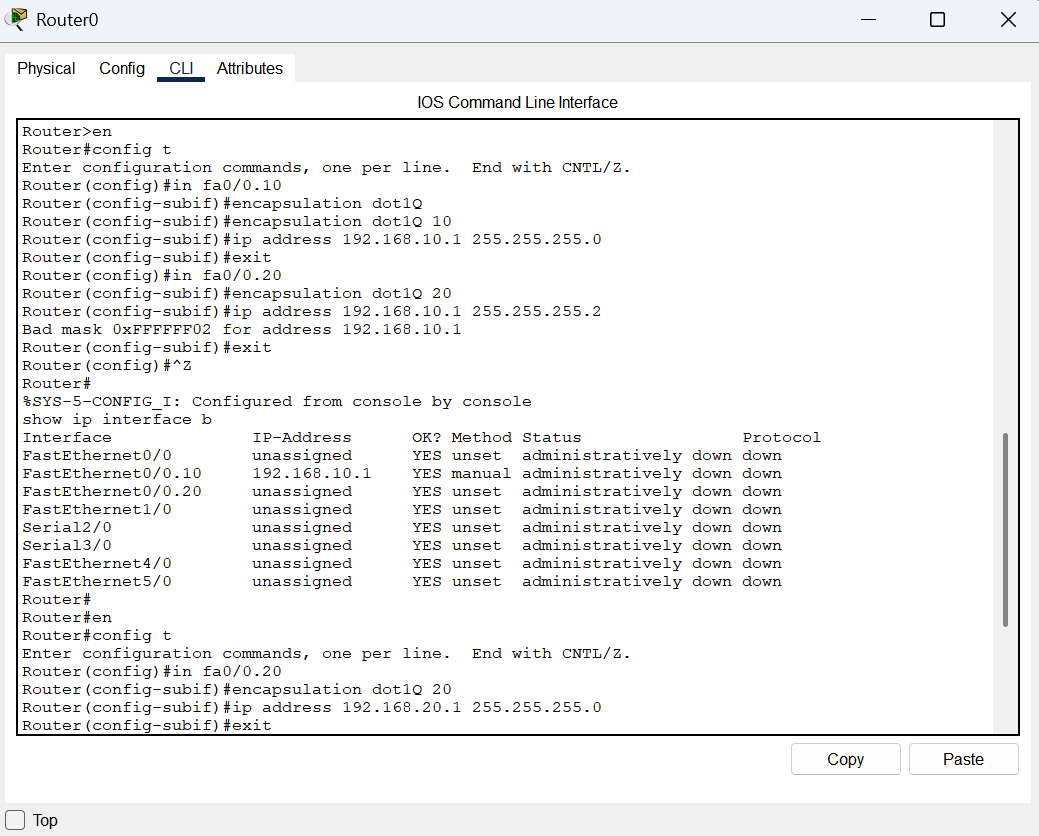 Router0
Physical Config CLI Attributes
IOS Command Line Interface
Router>en
Router#config t
Enter configuration commands, one per line.  End with CNTL/Z.
Router(config)#in fa0/0.10
Router(config-subif)#encapsulation dot1Q
Router(config-subif)#encapsulation dot1Q 10
Router(config-subif)#ip address 192.168.10.1 255.255.255.0
Router(config-subif)#exit
Router(config)#in fa0/0.20
Router(config-subif)#encapsulation dot1Q 20
Router(config-subif)#ip address 192.168.10.1 255.255.255.2
Bad mask 0xFFFFFF02 for address 192.168.10.1
Router(config-subif)#exit
Router(config)#^Z
Router#
%SYS-5-CONFIG_I: Configured from console by console
show ip interface b
Interface              IP-Address      OK? Method Status                Protocol
FastEthernet0/0        unassigned      YES unset  administratively down down
FastEthernet0/0.10     192.168.10.1    YES manual administratively down down
FastEthernet0/0.20     unassigned      YES unset  administratively down down
FastEthernet1/0        unassigned      YES unset  administratively down down
Serial2/0              unassigned      YES unset  administratively down down
Serial3/0              unassigned      YES unset  administratively down down
FastEthernet4/0        unassigned      YES unset  administratively down down
FastEthernet5/0        unassigned      YES unset  administratively down down
Router#
Router#en
Router#config t
Enter configuration commands, one per line.  End with CNTL/Z.
Router(config)#in fa0/0.20
Router(config-subif)#encapsulation dot1Q 20
Router(config-subif)#ip address 192.168.20.1 255.255.255.0
Router(config-subif)#exit
Copy Paste
Top